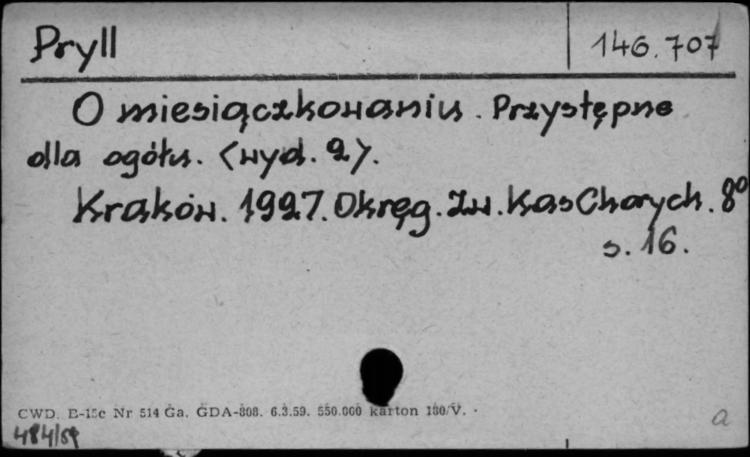 Pryll 146.707
O miesiączkowaniu. Przystępne
dla ogółu. (wyd. 2).
Kraków. 1927. Okręg. Zw. Kas Chorych. 8º
s. 16.
CWD. E-15c Nr 514 Ga. GDA-808. 6.3.59. 550.000 karton 180/V.
a
484/59